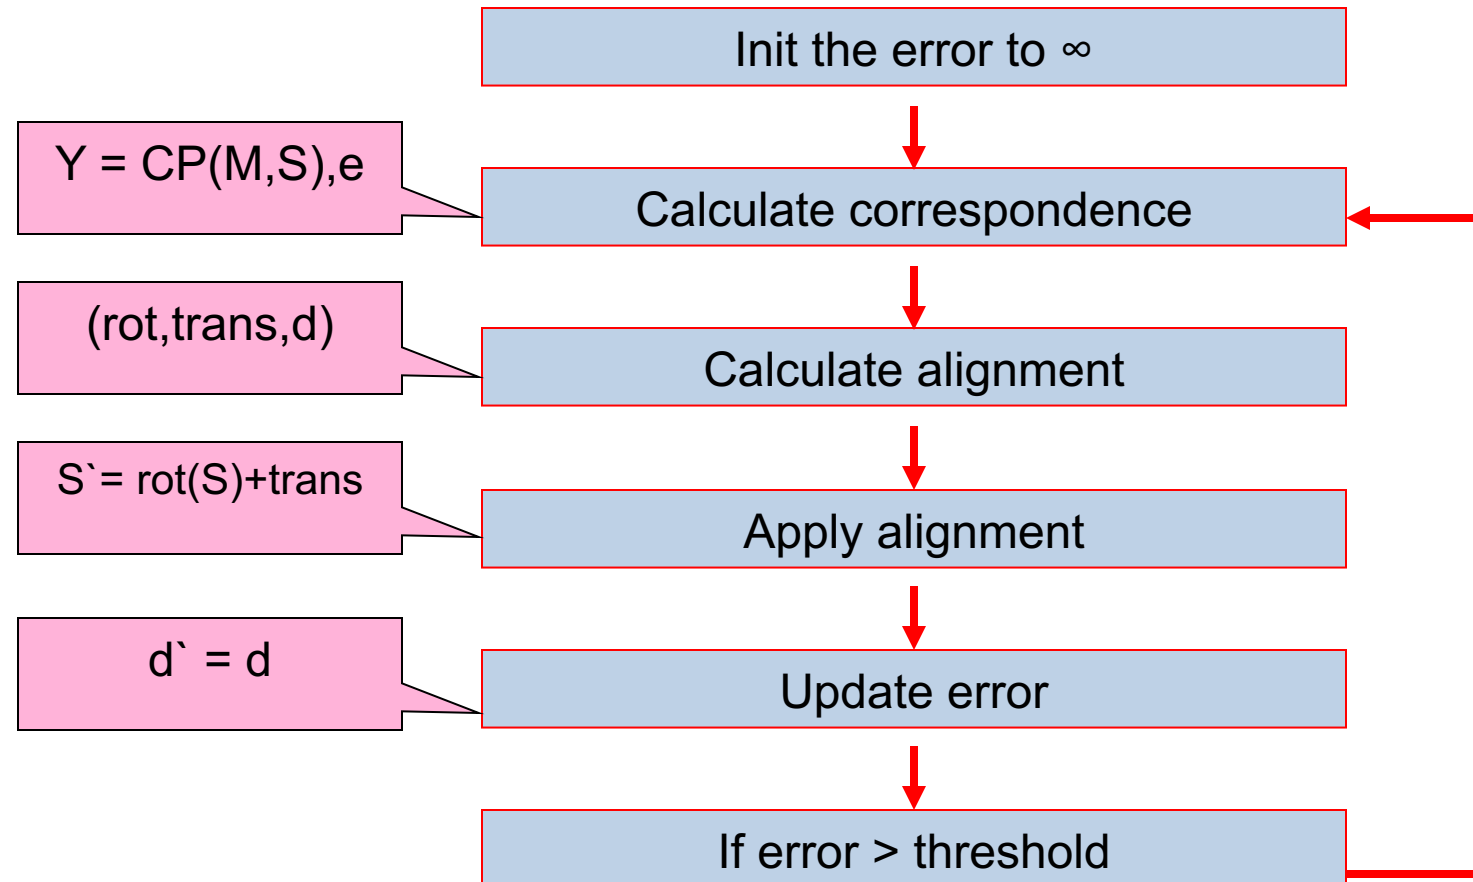 Init the error to ∞
Y = CP(M,S),e
Calculate correspondence
(rot,trans,d)
Calculate alignment
S`= rot(S)+trans
Apply alignment
d` = d
Update error
If error > threshold